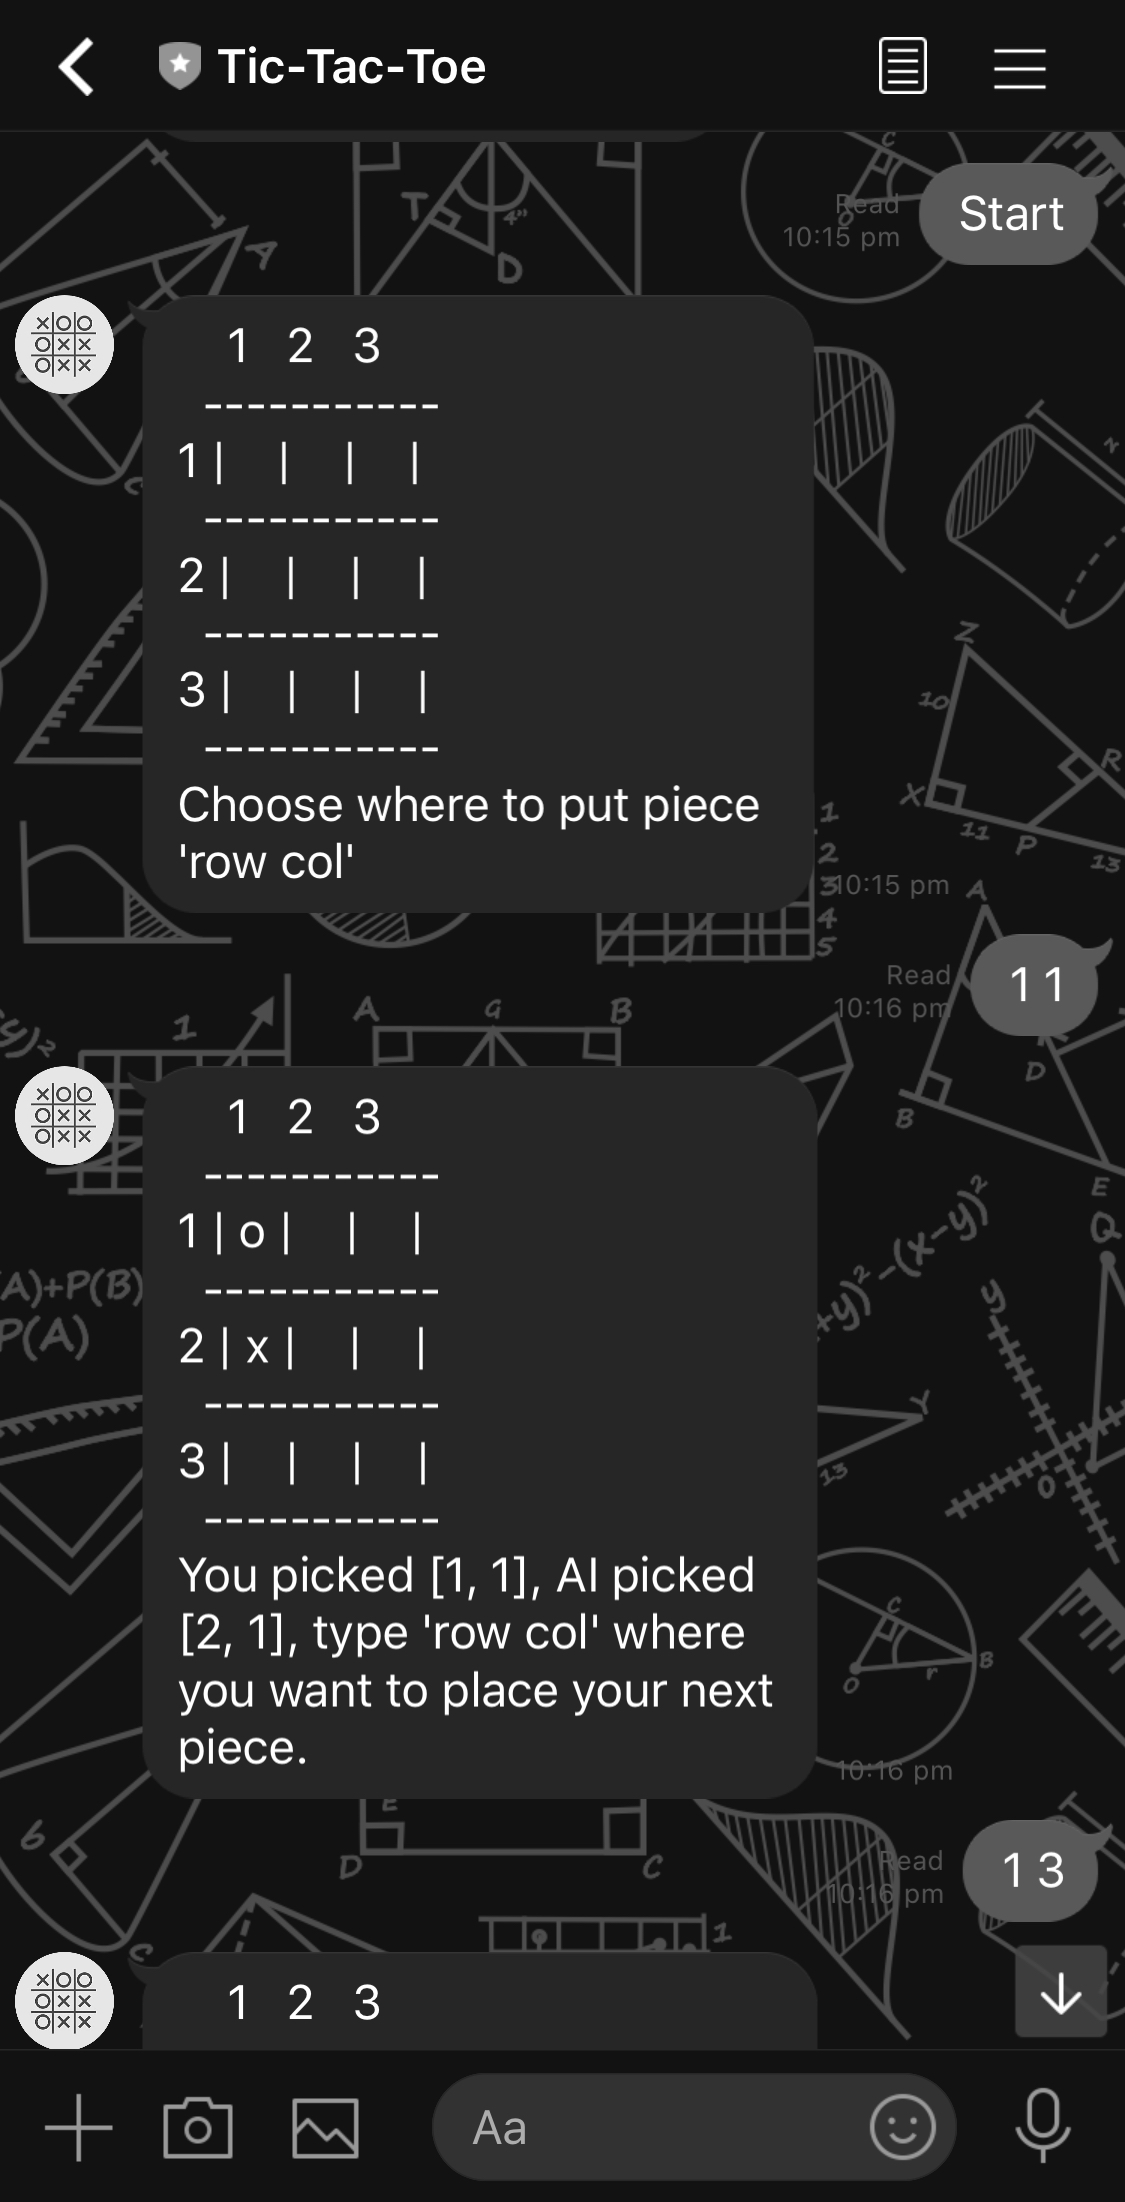 Tic-Tac-Toe
Read
10:15 pm
Start
1 2 3
-----------
1 | | | |
-----------
2 | | | |
-----------
3 | | | |
-----------
Choose where to put piece
'row col'
10:15 pm
Read
10:16 pm
1 1
1 2 3
-----------
1 | o | | |
-----------
2 | x | | |
-----------
3 | | | |
-----------
You picked [1, 1], AI picked
[2, 1], type 'row col' where
you want to place your next
piece.
10:16 pm
Read
10:16 pm
1 3
1 2 3
Aa